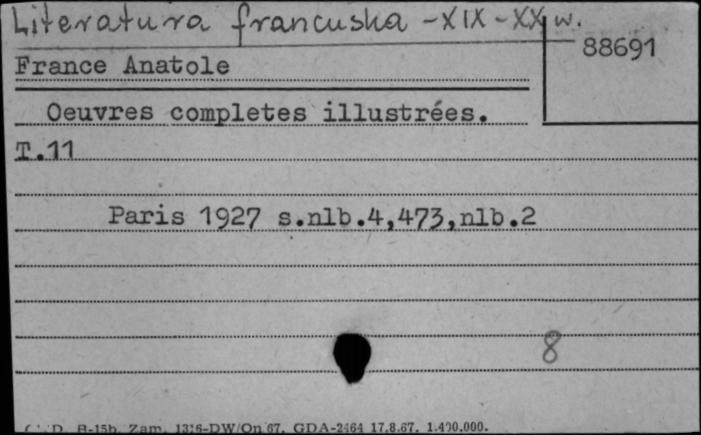 Literatura francuska - XIX - XX w.
88691
France Anatole
Oeuvres completes illustrées.
T.11
Paris 1927 s.nlb.4,473,nlb.2
8
B-15b. Zam. 1316-DW/On 67. GDA-2464 17.8.67. 1.400.000.